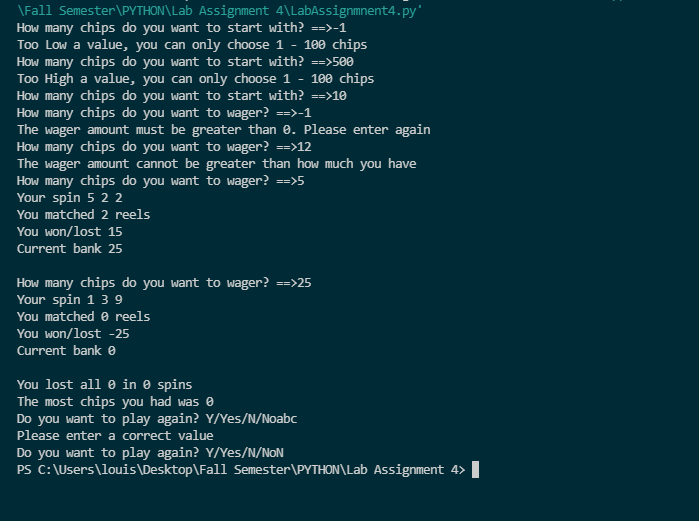 \Fall Semester\PYTHON\Lab Assignment 4\LabAssignmnent4.py'
How many chips do you want to start with? ==>-1
Too Low a value, you can only choose 1 - 100 chips
How many chips do you want to start with? ==>500
Too High a value, you can only choose 1 - 100 chips
How many chips do you want to start with? ==>10
How many chips do you want to wager? ==>-1
The wager amount must be greater than 0. Please enter again
How many chips do you want to wager? ==>12
The wager amount cannot be greater than how much you have
How many chips do you want to wager? ==>5
Your spin 5 2 2
You matched 2 reels
You won/lost 15
Current bank 25
How many chips do you want to wager? ==>25
Your spin 1 3 9
You matched 0 reels
You won/lost -25
Current bank 0
You lost all 0 in 0 spins
The most chips you had was 0
Do you want to play again? Y/Yes/N/Noabc
Please enter a correct value
Do you want to play again? Y/Yes/N/NoN
PS C:\Users\louis\Desktop\Fall Semester\PYTHON\Lab Assignment 4>